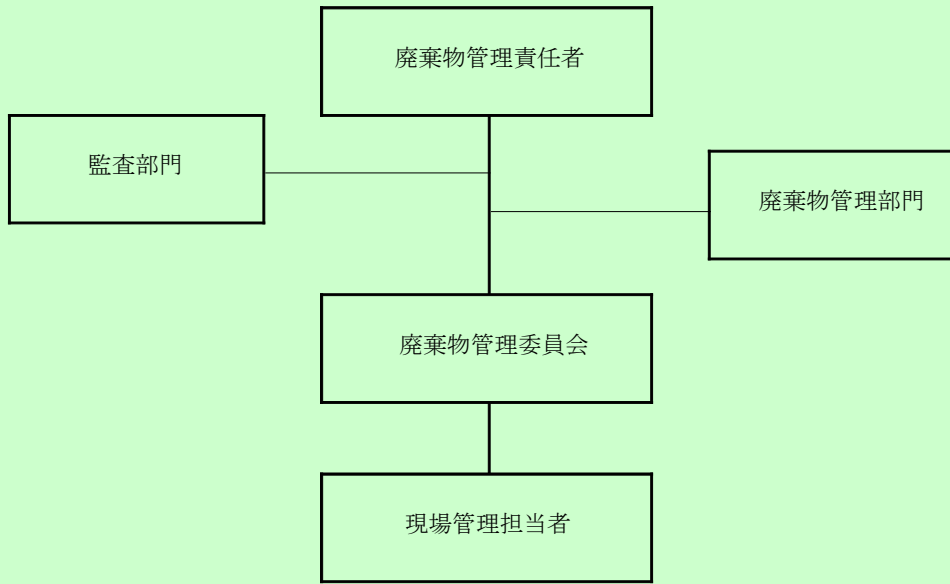 廃棄物管理責任者
監査部門
廃棄物管理部門
廃棄物管理委員会
現場管理担当者